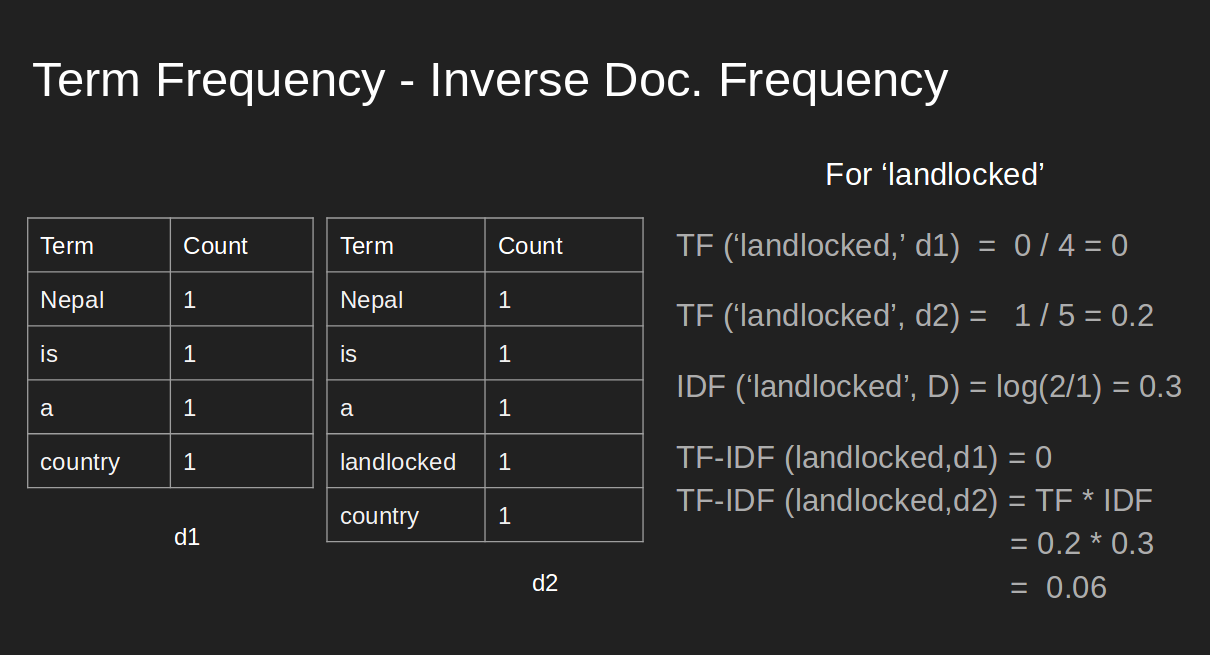 Term Frequency - Inverse Doc. Frequency
Term Count
Nepal 1
is 1
a 1
country 1
d1
Term Count
Nepal 1
is 1
a 1
landlocked 1
country 1
d2
For ‘landlocked’
TF (‘landlocked,’ d1) = 0 / 4 = 0
TF (‘landlocked’, d2) = 1 / 5 = 0.2
IDF (‘landlocked’, D) = log(2/1) = 0.3
TF-IDF (landlocked,d1) = 0
TF-IDF (landlocked,d2) = TF * IDF
= 0.2 * 0.3
= 0.06